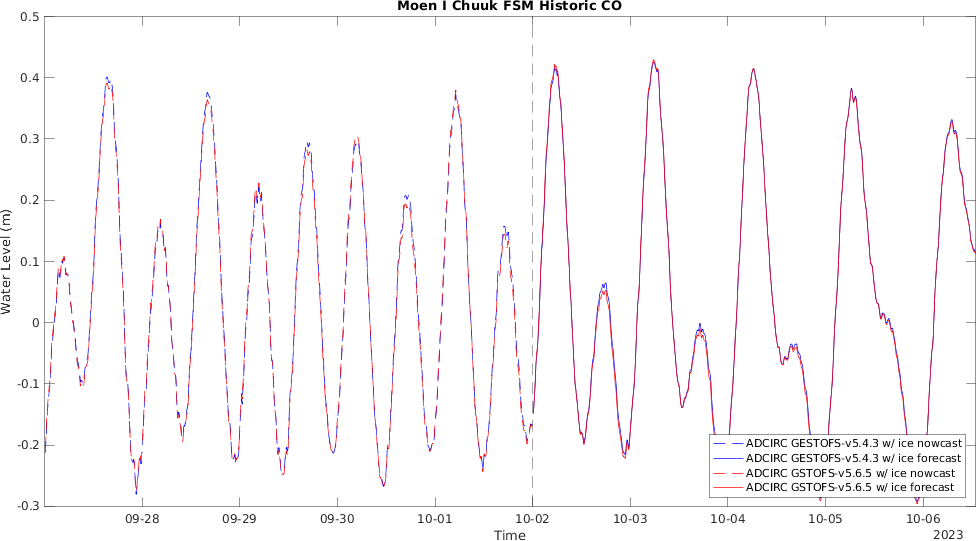 Moen I Chuuk FSM Historic CO
0.5
0.4
0.3
0.2
0.1
0
-0.1
-0.2
-0.3
Water Level (m)
ADCIRC GESTOFS-v5.4.3 w/ ice nowcast
ADCIRC GESTOFS-v5.4.3 w/ ice forecast
ADCIRC GSTOFS-v5.6.5 w/ ice nowcast
ADCIRC GSTOFS-v5.6.5 w/ ice forecast
09-28 09-29 09-30 10-01 10-02 10-03 10-04 10-05 10-06
Time
2023